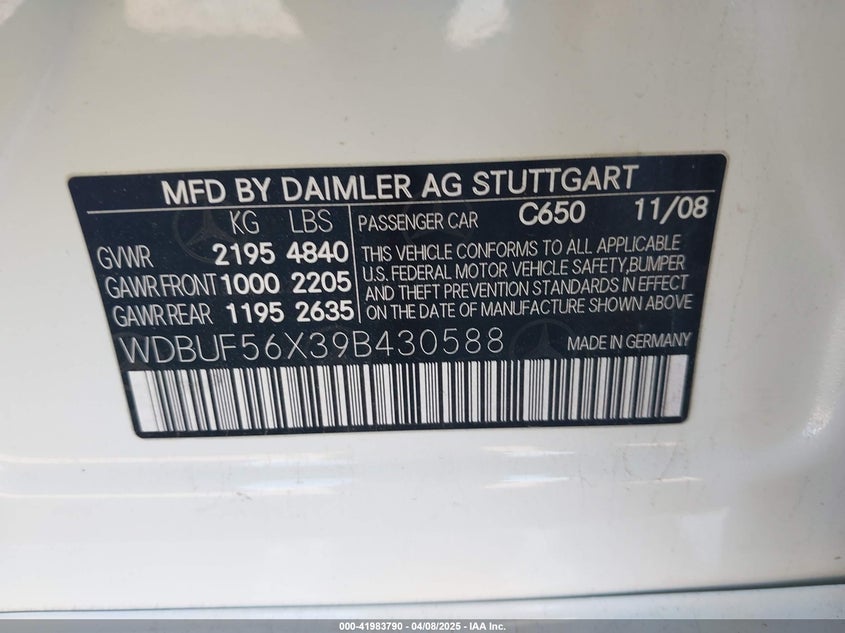 MFD BY DAIMLER AG STUTTGART
KG LBS PASSENGER CAR C650 11/08
GVWR 2195 4840
GAWR FRONT 1000 2205
GAWR REAR 1195 2635
THIS VEHICLE CONFORMS TO ALL APPLICABLE
U.S. FEDERAL MOTOR VEHICLE SAFETY,BUMPER
AND THEFT PREVENTION STANDARDS IN EFFECT
ON THE DATE OF MANUFACTURE SHOWN ABOVE
WDBUF56X39B430588 MADE IN GERMANY
000-41983790 - 04/08/2025 - IAA Inc.